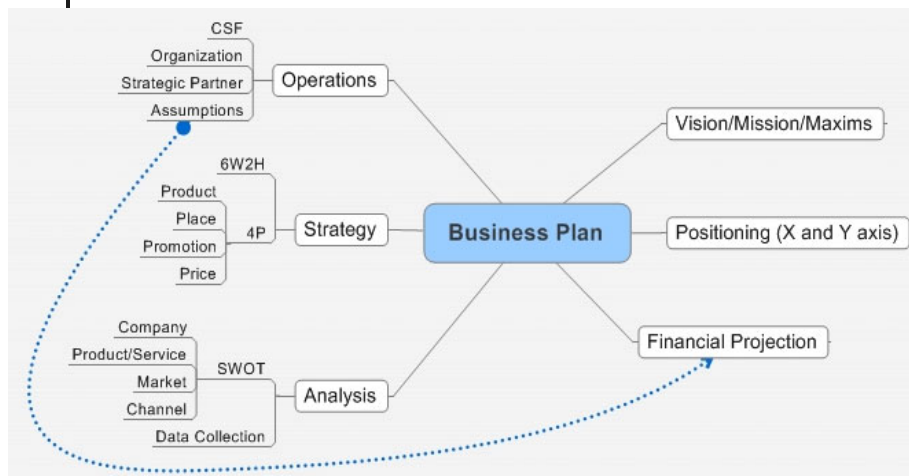 CSF
Organization
Strategic Partner
Assumptions
Operations
6W2H
Product
Place
Promotion
Price
4P
Strategy
Company
Product/Service
Market
Channel
SWOT
Data Collection
Analysis
Business Plan
Vision/Mission/Maxims
Positioning (X and Y axis)
Financial Projection